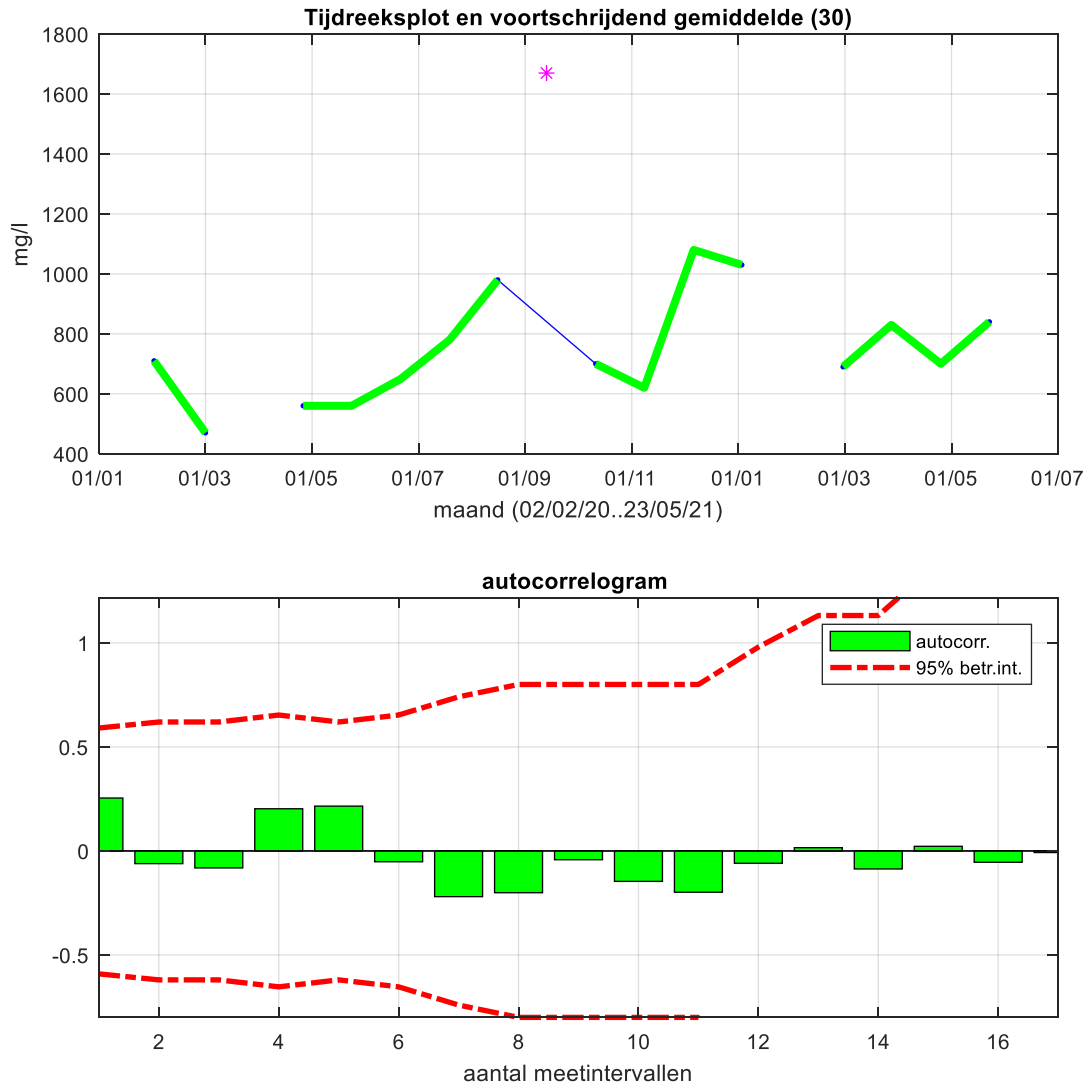 Tijdreeksplot en voortschrijdend gemiddelde (30)
1800
1600
1400
1200
1000
800
600
400
mg/l
01/01 01/03 01/05 01/07 01/09 01/11 01/01 01/03 01/05 01/07
maand (02/02/20..23/05/21)
autocorrelogram
1
0.5
0
-0.5
autocorr.
95% betr.int.
2 4 6 8 10 12 14 16
aantal meetintervallen